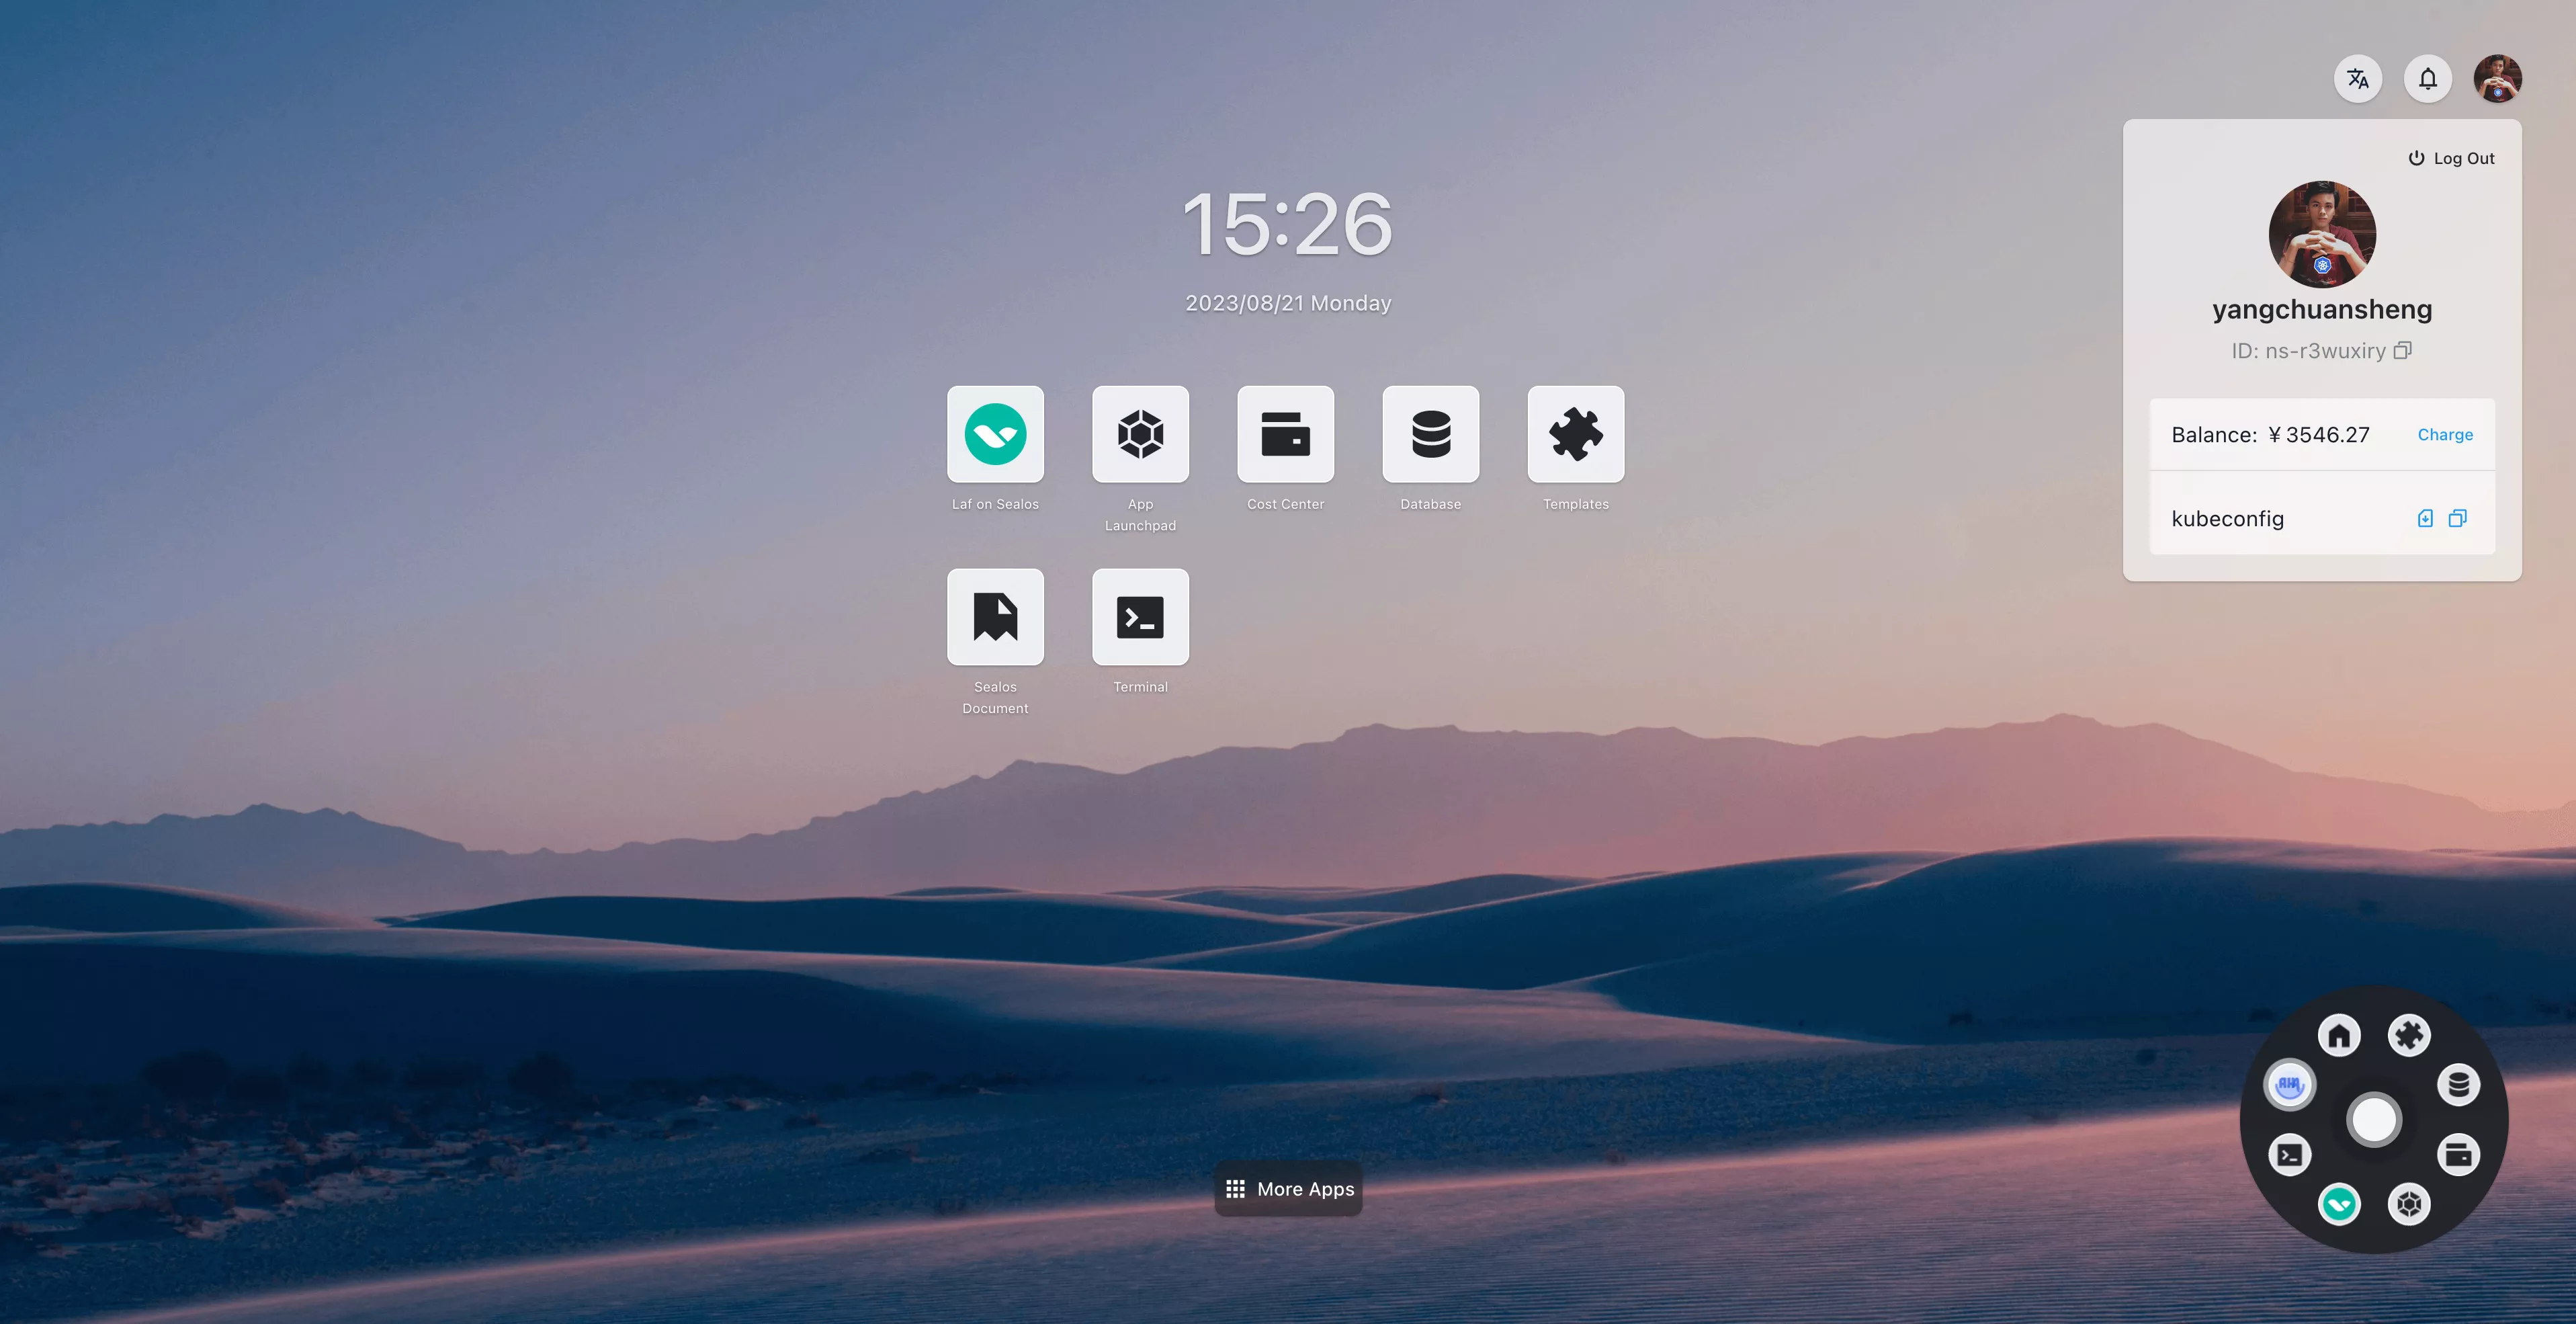 Log Out
15:26
2023/08/21 Monday
yangchuansheng
ID: ns-r3wuxiry
Balance: ¥ 3546.27
Charge
kubeconfig
Laf on Sealos
App
Launchpad
Cost Center
Database
Templates
Sealos
Document
Terminal
More Apps